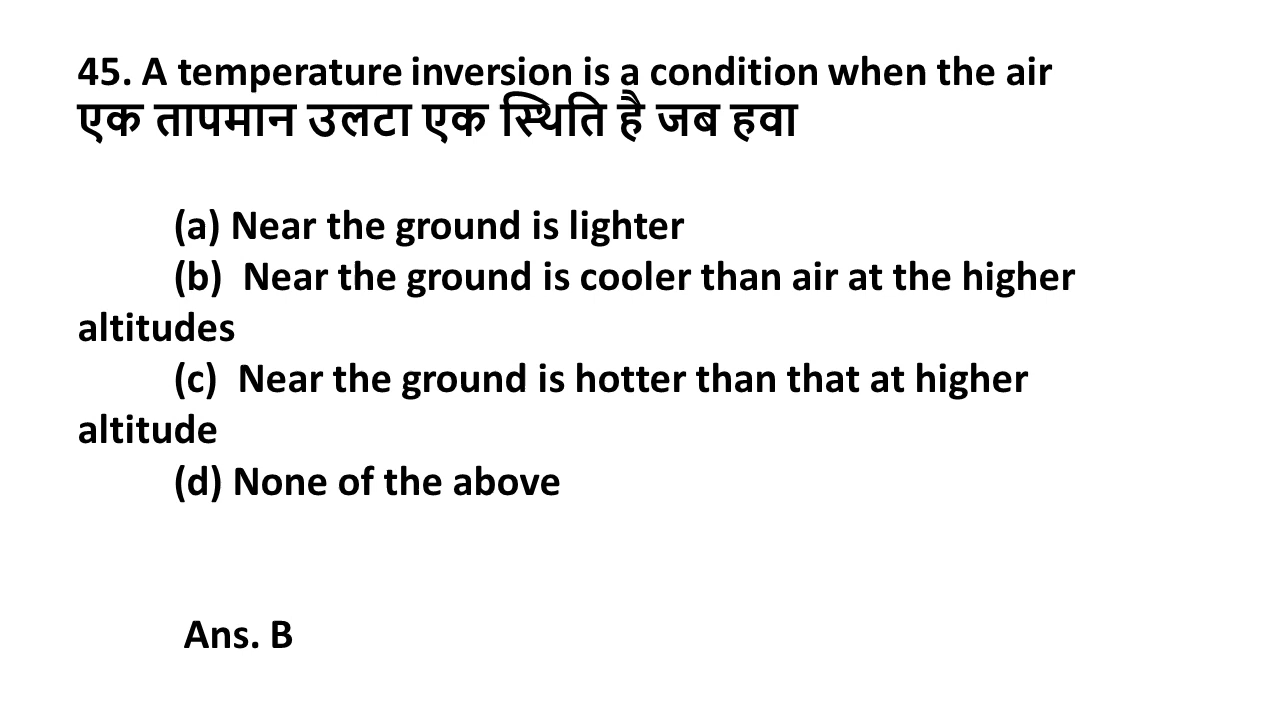 45. A temperature inversion is a condition when the air
एक तापमान उलटा एक स्थिति है जब हवा
(a) Near the ground is lighter
(b) Near the ground is cooler than air at the higher
altitudes
(c) Near the ground is hotter than that at higher
altitude
(d) None of the above
Ans. B